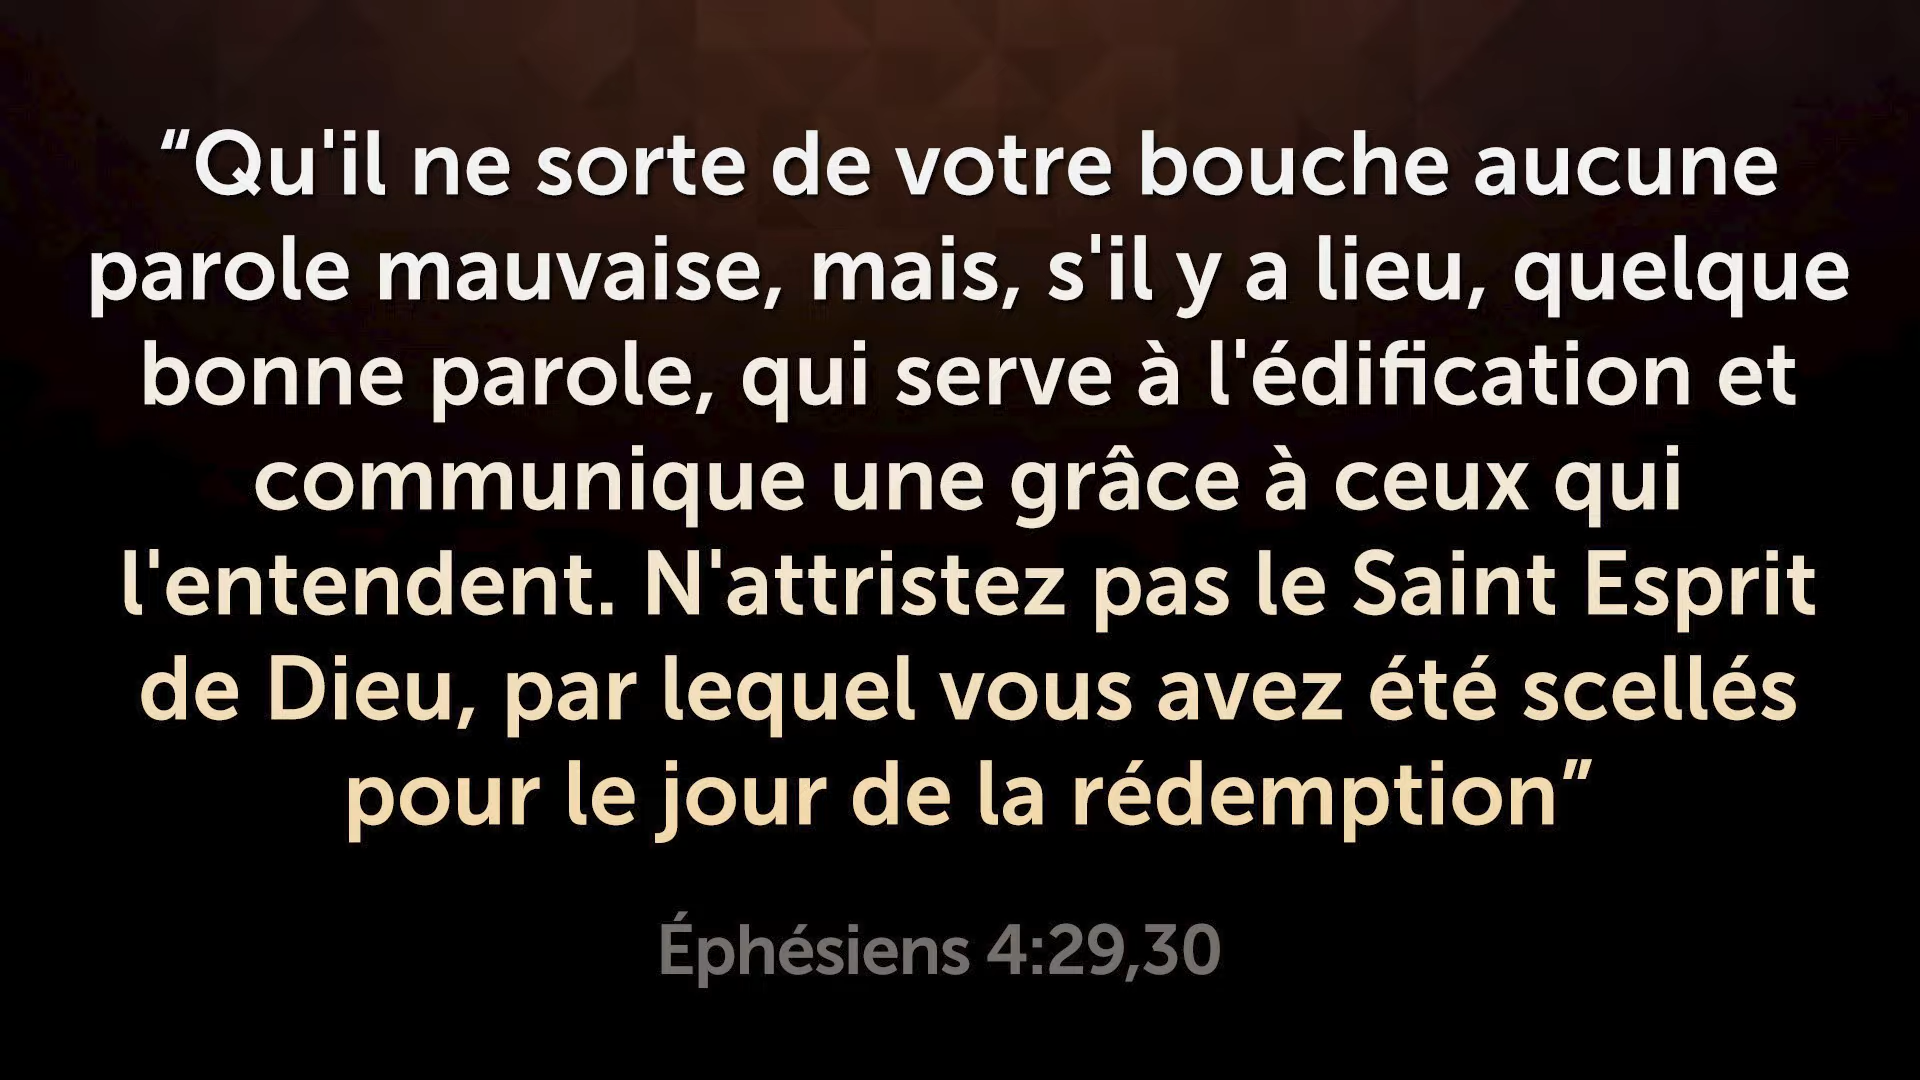 “Qu'il ne sorte de votre bouche aucune
parole mauvaise, mais, s'il y a lieu, quelque
bonne parole, qui serve à l'édification et
communique une grâce à ceux qui
l'entendent. N'attristez pas le Saint Esprit
de Dieu, par lequel vous avez été scellés
pour le jour de la rédemption”
Éphésiens 4:29,30